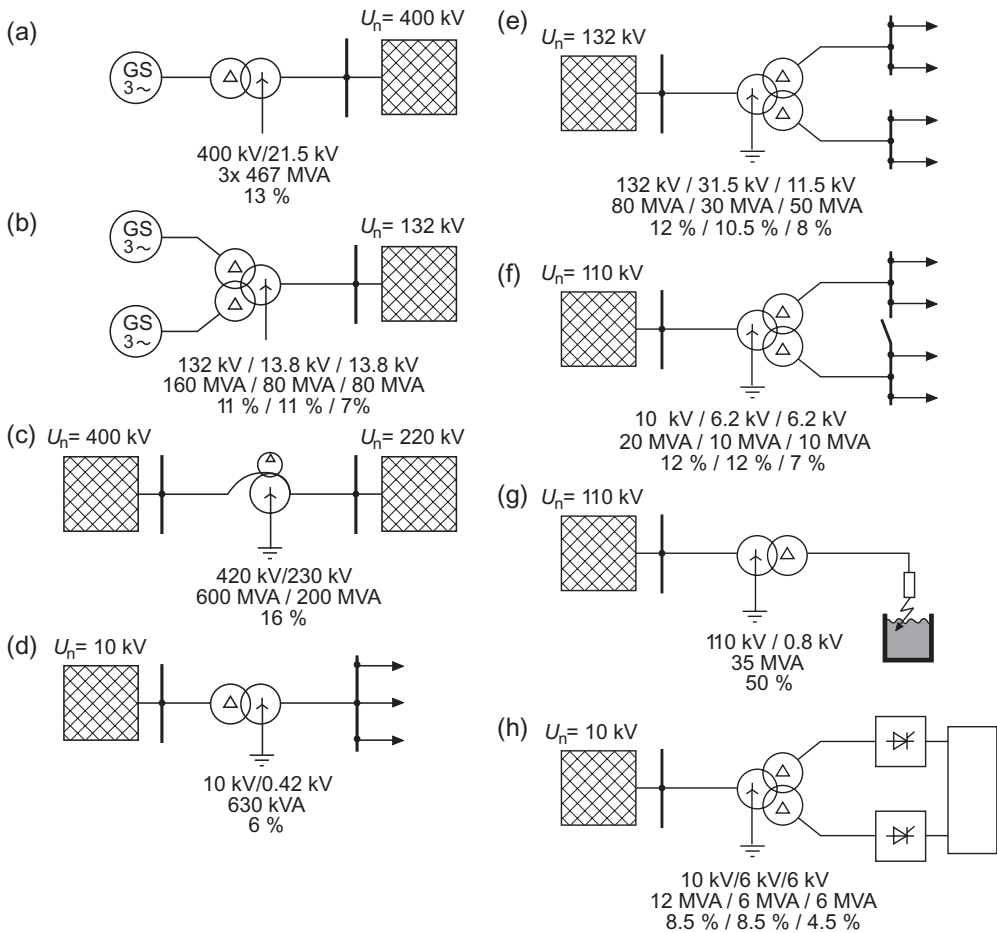 (a)
Un= 400 kV
GS
3~
400 kV/21.5 kV
3x 467 MVA
13 %
(b)
GS
3~
Un= 132 kV
GS
3~
132 kV / 13.8 kV / 13.8 kV
160 MVA / 80 MVA / 80 MVA
11 % / 11 % / 7%
(c)
Un= 400 kV
Un= 220 kV
420 kV/230 kV
600 MVA / 200 MVA
16 %
(d)
Un= 10 kV
10 kV/0.42 kV
630 kVA
6 %
(e)
Un= 132 kV
132 kV / 31.5 kV / 11.5 kV
80 MVA / 30 MVA / 50 MVA
12 % / 10.5 % / 8 %
(f)
Un= 110 kV
10 kV / 6.2 kV / 6.2 kV
20 MVA / 10 MVA / 10 MVA
12 % / 12 % / 7 %
(g)
Un= 110 kV
110 kV / 0.8 kV
35 MVA
50 %
(h)
Un= 10 kV
10 kV/6 kV/6 kV
12 MVA / 6 MVA / 6 MVA
8.5 % / 8.5 % / 4.5 %